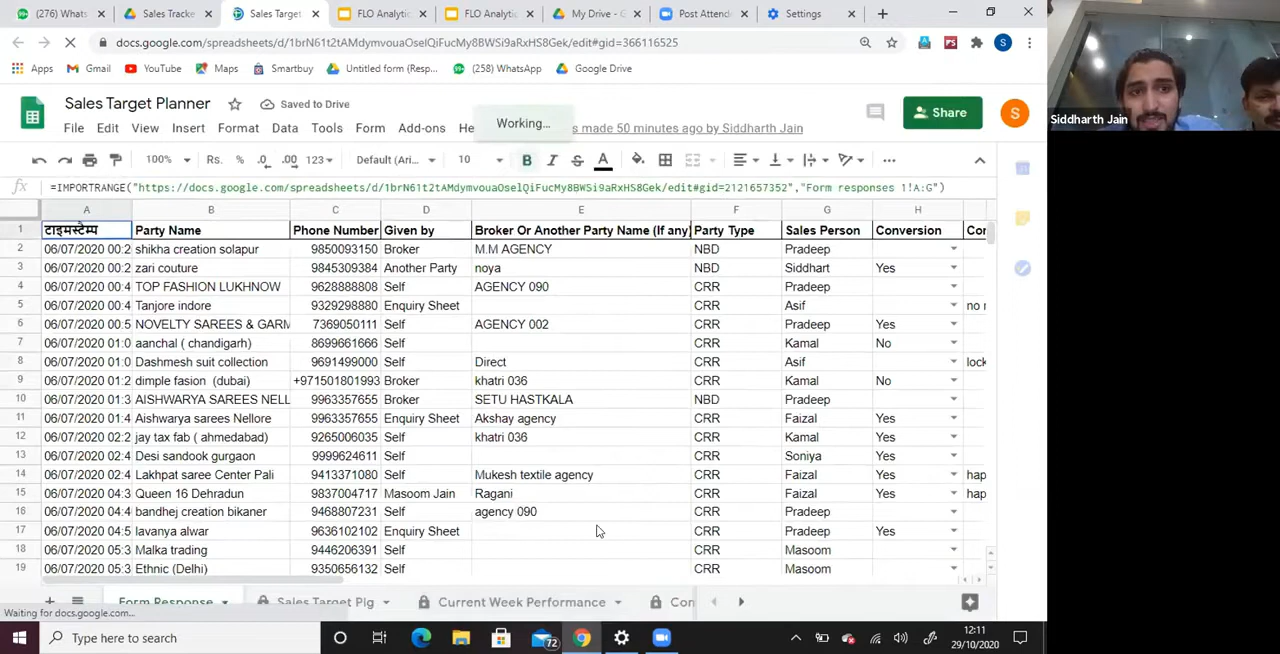 (276) Whats
Sales Tracke
Sales Target
FLO Analytic
FLO Analytic
My Drive - G
Post Attend
Settings
docs.google.com/spreadsheets/d/1brN61t2tAMdymvouaOselQiFucMy8BWSi9aRxHS8Gek/edit#gid=366116525
Apps
Gmail
YouTube
Maps
Smartbuy
Untitled form (Resp...
(258) WhatsApp
Google Drive
Sales Target Planner
Saved to Drive
File Edit View Insert Format Data Tools Form Add-ons He
Working...
s made 50 minutes ago by Siddharth Jain
Share
S
Siddharth Jain
100% Rs. % .0 .00 123 Default (Ari... 10 B I S A
fx =IMPORTRANGE("https://docs.google.com/spreadsheets/d/1brN61t2tAMdymvouaOselQiFucMy8BWSi9aRxHS8Gek/edit#gid=2121657352","Form responses 1!A:G")
A B C D E F G H
1 टाइमस्टैम्प Party Name Phone Number Given by Broker Or Another Party Name (If any) Party Type Sales Person Conversion Cor
2 06/07/2020 00:2 shikha creation solapur 9850093150 Broker M.M AGENCY NBD Pradeep
3 06/07/2020 00:2 zari couture 9845309384 Another Party noya NBD Siddhart Yes
4 06/07/2020 00:4 TOP FASHION LUKHNOW 9628888808 Self AGENCY 090 CRR Pradeep
5 06/07/2020 00:4 Tanjore indore 9329298880 Enquiry Sheet CRR Asif no r
6 06/07/2020 00:5 NOVELTY SAREES & GARM 7369050111 Self AGENCY 002 CRR Pradeep Yes
7 06/07/2020 01:0 aanchal ( chandigarh) 8699661666 Self CRR Kamal No
8 06/07/2020 01:0 Dashmesh suit collection 9691499000 Self Direct CRR Asif lock
9 06/07/2020 01:2 dimple fasion (dubai) +971501801993 Broker khatri 036 CRR Kamal No
10 06/07/2020 01:3 AISHWARYA SAREES NELL 9963357655 Broker SETU HASTKALA NBD Pradeep
11 06/07/2020 01:4 Aishwarya sarees Nellore 9963357655 Enquiry Sheet Akshay agency CRR Faizal Yes
12 06/07/2020 02:2 jay tax fab ( ahmedabad) 9265006035 Self khatri 036 CRR Kamal Yes
13 06/07/2020 02:4 Desi sandook gurgaon 9999624611 Self CRR Soniya Yes
14 06/07/2020 02:4 Lakhpat saree Center Pali 9413371080 Self Mukesh textile agency CRR Faizal Yes hap
15 06/07/2020 04:3 Queen 16 Dehradun 9837004717 Masoom Jain Ragani CRR Faizal Yes hap
16 06/07/2020 04:4 bandhej creation bikaner 9468807231 Self agency 090 CRR Pradeep
17 06/07/2020 04:5 lavanya alwar 9636102102 Enquiry Sheet CRR Pradeep Yes
18 06/07/2020 05:3 Malka trading 9446206391 Self CRR Masoom
19 06/07/2020 05:3 Ethnic (Delhi) 9350656132 Self CRR Masoom
Form Response Sales Target Plg Current Week Performance Con
Waiting for docs.google.com...
Type here to search
72
12:11
29/10/2020